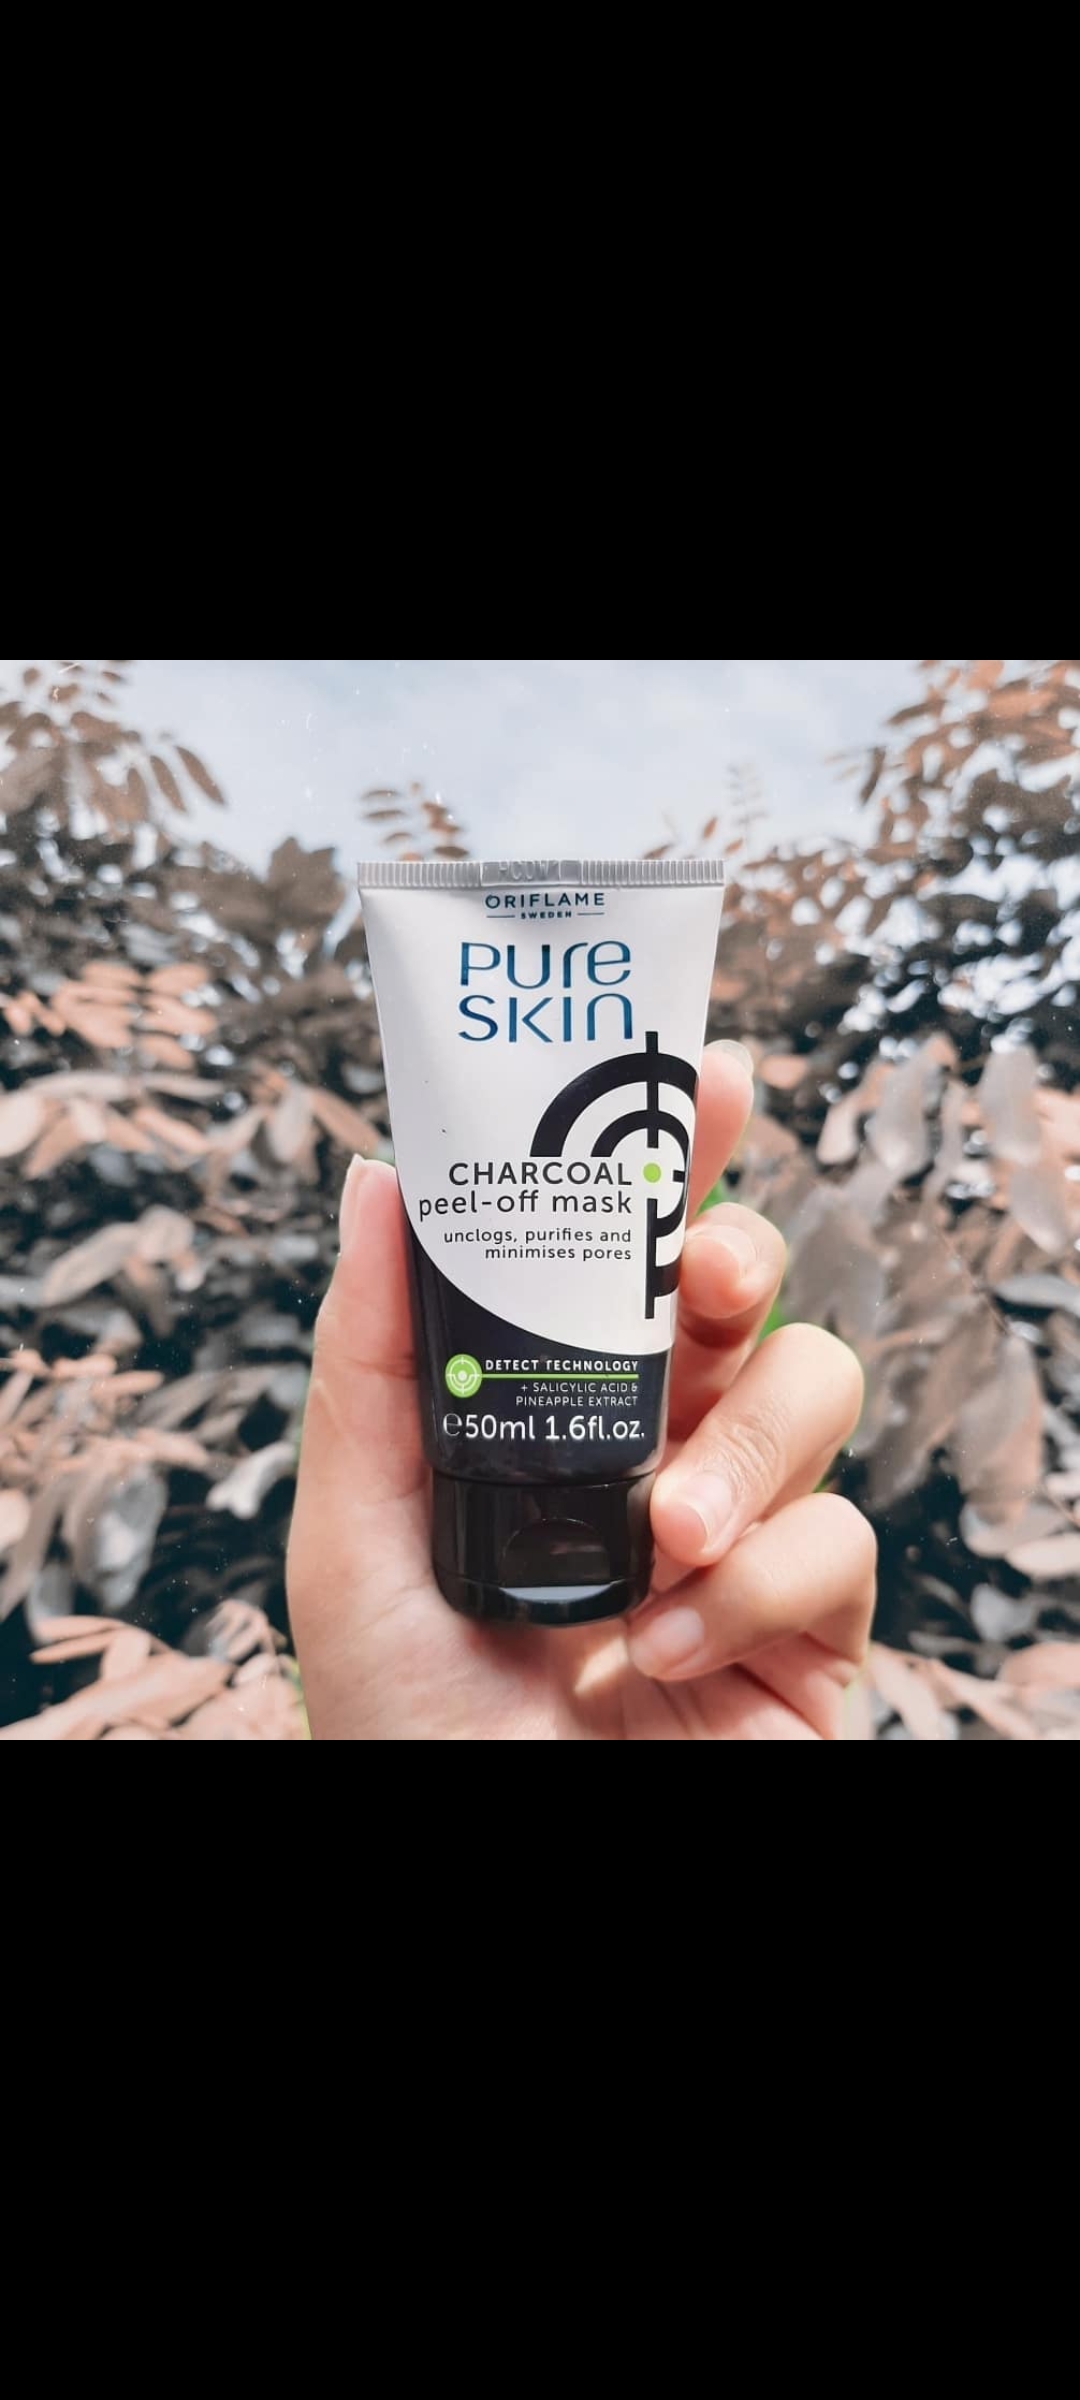 ORIFLAME
SWEDEN
PURE
SKIN
CHARCOAL
peel-off mask
unclogs, purifies and
minimises pores
DETECT TECHNOLOGY
+ SALICYLIC ACID &
PINEAPPLE EXTRACT
℮50ml 1.6fl.oz.